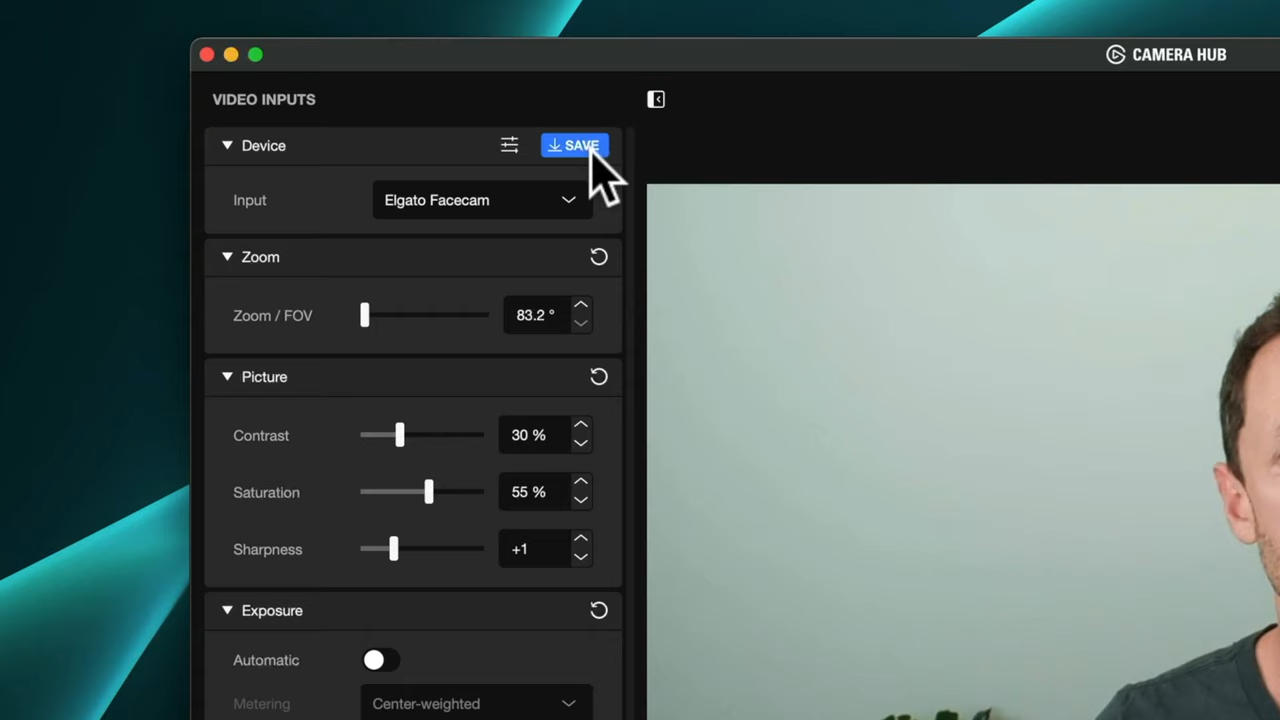 CAMERA HUB
VIDEO INPUTS
Device
SAVE
Input
Elgato Facecam
Zoom
Zoom / FOV
83.2 °
Picture
Contrast
30 %
Saturation
55 %
Sharpness
+1
Exposure
Automatic
Metering
Center-weighted